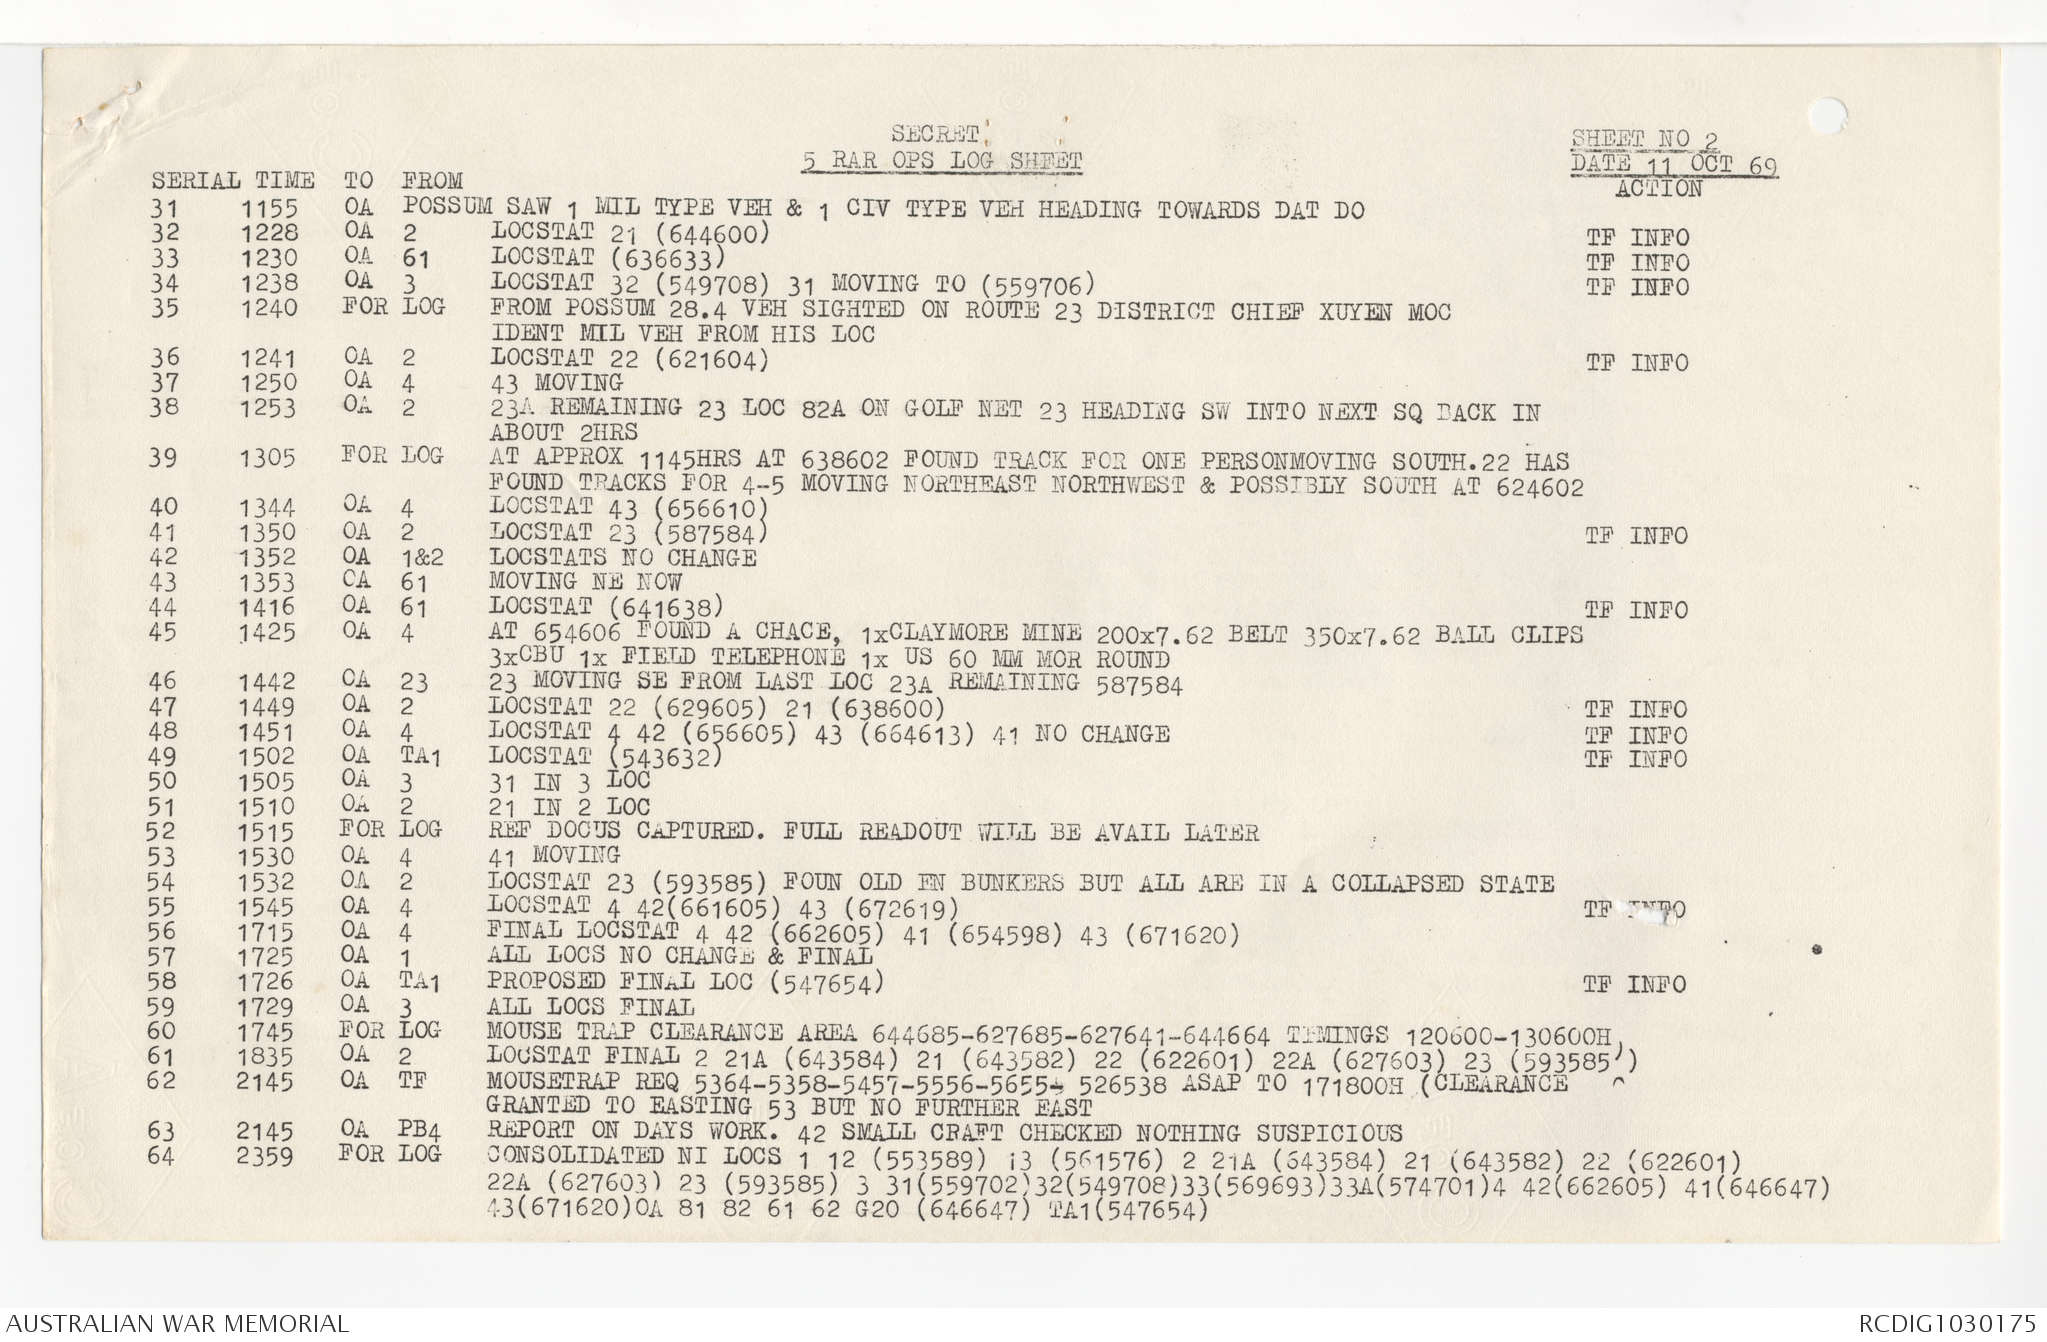 SECRET
5 RAR OPS LOG SHEET
SHEET NO 2
DATE 11 OCT 69
SERIAL TIME TO FROM ACTION
31 1155 OA POSSUM SAW 1 MIL TYPE VEH & 1 CIV TYPE VEH HEADING TOWARDS DAT DO
32 1228 OA 2 LOCSTAT 21 (644600) TF INFO
33 1230 OA 61 LOCSTAT (636633) TF INFO
34 1238 OA 3 LOCSTAT 32 (549708) 31 MOVING TO (559706) TF INFO
35 1240 FOR LOG FROM POSSUM 28.4 VEH SIGHTED ON ROUTE 23 DISTRICT CHIEF XUYEN MOC
IDENT MIL VEH FROM HIS LOC
36 1241 OA 2 LOCSTAT 22 (621604) TF INFO
37 1250 OA 4 43 MOVING
38 1253 OA 2 23A REMAINING 23 LOC 82A ON GOLF NET 23 HEADING SW INTO NEXT SQ BACK IN
ABOUT 2HRS
39 1305 FOR LOG AT APPROX 1145HRS AT 638602 FOUND TRACK FOR ONE PERSONMOVING SOUTH.22 HAS
FOUND TRACKS FOR 4-5 MOVING NORTHEAST NORTHWEST & POSSIBLY SOUTH AT 624602
40 1344 OA 4 LOCSTAT 43 (656610)
41 1350 OA 2 LOCSTAT 23 (587584) TF INFO
42 1352 OA 1&2 LOCSTATS NO CHANGE
43 1353 OA 61 MOVING NE NOW
44 1416 OA 61 LOCSTAT (641638) TF INFO
45 1425 OA 4 AT 654606 FOUND A CHACE, 1xCLAYMORE MINE 200x7.62 BELT 350x7.62 BALL CLIPS
3xCBU 1x FIELD TELEPHONE 1x US 60 MM MOR ROUND
46 1442 OA 23 23 MOVING SE FROM LAST LOC 23A REMAINING 587584
47 1449 OA 2 LOCSTAT 22 (629605) 21 (638600) TF INFO
48 1451 OA 4 LOCSTAT 4 42 (656605) 43 (664613) 41 NO CHANGE TF INFO
49 1502 OA TA1 LOCSTAT (543632) TF INFO
50 1505 OA 3 31 IN 3 LOC
51 1510 OA 2 21 IN 2 LOC
52 1515 FOR LOG REF DOCUS CAPTURED. FULL READOUT WILL BE AVAIL LATER
53 1530 OA 4 41 MOVING
54 1532 OA 2 LOCSTAT 23 (593585) FOUN OLD EN BUNKERS BUT ALL ARE IN A COLLAPSED STATE
55 1545 OA 4 LOCSTAT 4 42(661605) 43 (672619) TF INFO
56 1715 OA 4 FINAL LOCSTAT 4 42 (662605) 41 (654598) 43 (671620)
57 1725 OA 1 ALL LOCS NO CHANGE & FINAL
58 1726 OA TA1 PROPOSED FINAL LOC (547654) TF INFO
59 1729 OA 3 ALL LOCS FINAL
60 1745 FOR LOG MOUSE TRAP CLEARANCE AREA 644685-627685-627641-644664 TIMINGS 120600-130600H
61 1835 OA 2 LOCSTAT FINAL 2 21A (643584) 21 (643582) 22 (622601) 22A (627603) 23 (593585)
62 2145 OA TF MOUSETRAP REQ 5364-5358-5457-5556-5655- 526538 ASAP TO 171800H (CLEARANCE
GRANTED TO EASTING 53 BUT NO FURTHER EAST
63 2145 OA PB4 REPORT ON DAYS WORK. 42 SMALL CRAFT CHECKED NOTHING SUSPICIOUS
64 2359 FOR LOG CONSOLIDATED NI LOCS 1 12 (553589) 13 (561576) 2 21A (643584) 21 (643582) 22 (622601)
22A (627603) 23 (593585) 3 31(559702)32(549708)33(569693)33A(574701)4 42(662605) 41(646647)
43(671620)OA 81 82 61 62 G20 (646647) TA1(547654)
AUSTRALIAN WAR MEMORIAL RCDIG1030175